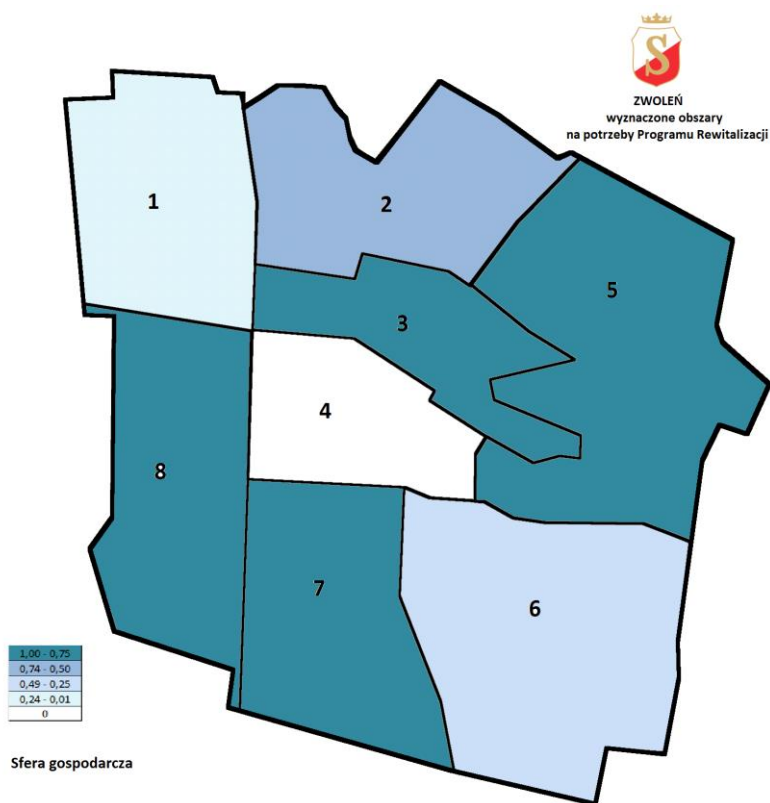 S
ZWOLEŃ
wyznaczone obszary
na potrzeby Programu Rewitalizacji
1
2
5
3
4
8
7
6
1,00 - 0,75
0,74 - 0,50
0,49 - 0,25
0,24 - 0,01
0
Sfera gospodarcza